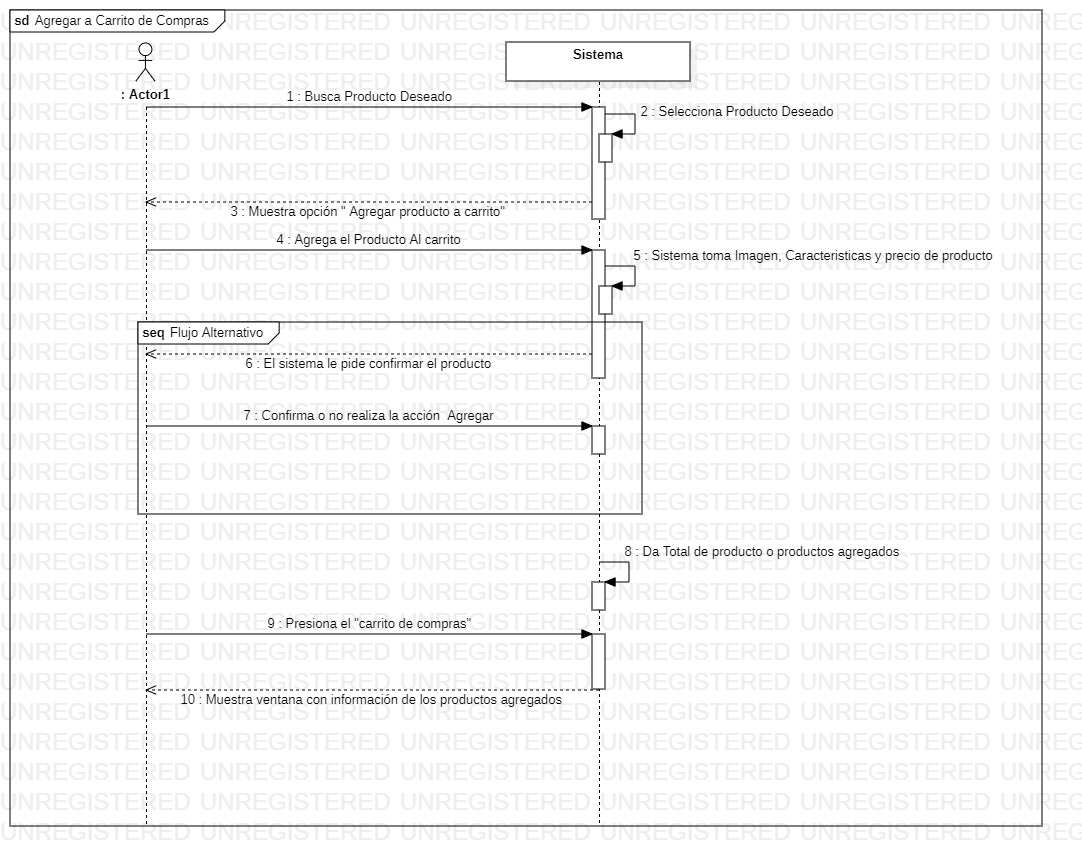 sd Agregar a Carrito de Compras
Sistema
: Actor1
1 : Busca Producto Deseado
2 : Selecciona Producto Deseado
3 : Muestra opción " Agregar producto a carrito"
4 : Agrega el Producto Al carrito
5 : Sistema toma Imagen, Caracteristicas y precio de producto
seq Flujo Alternativo
6 : El sistema le pide confirmar el producto
7 : Confirma o no realiza la acción  Agregar
8 : Da Total de producto o productos agregados
9 : Presiona el "carrito de compras"
10 : Muestra ventana con información de los productos agregados
UNREGISTERED